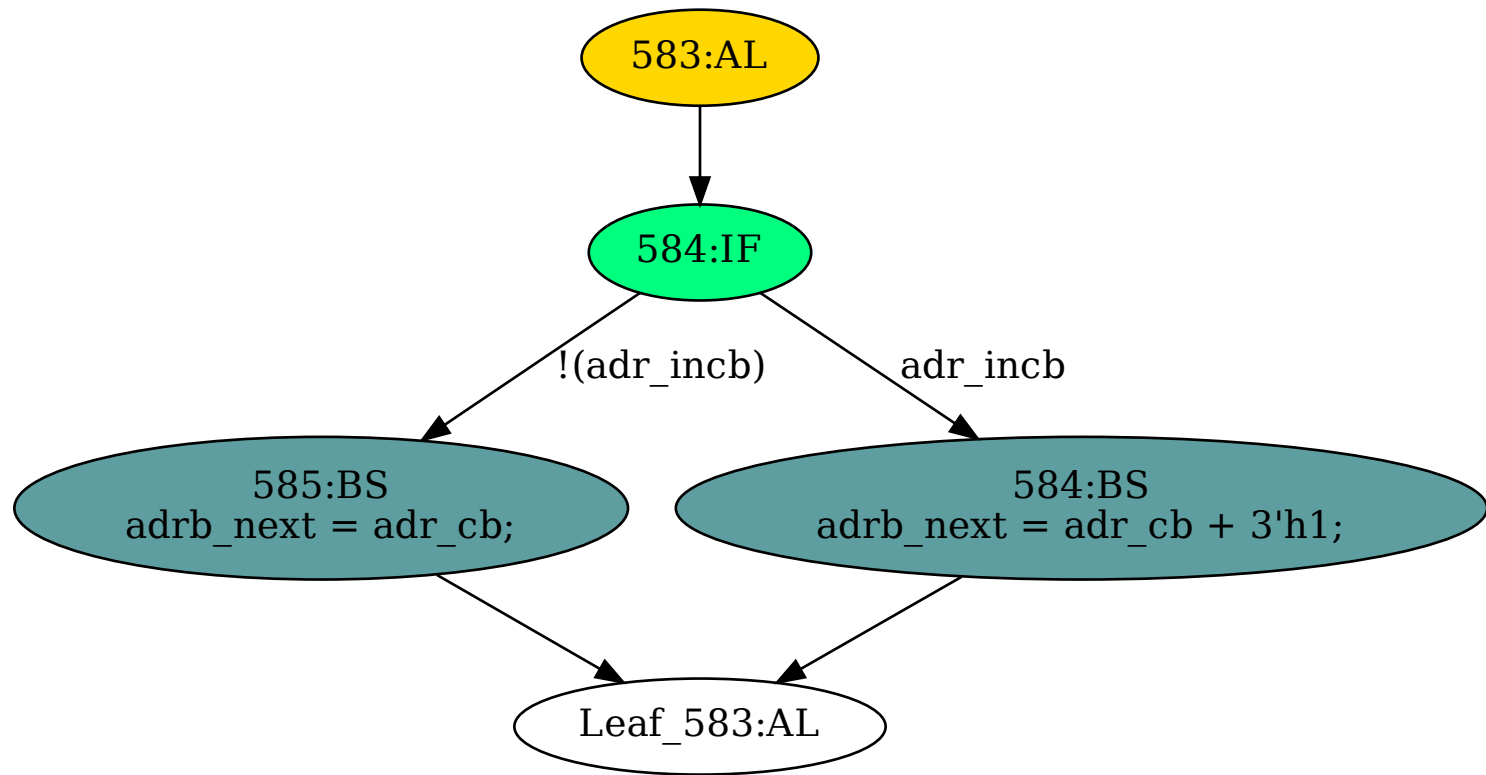 583:AL
584:IF
!(adr_incb)
adr_incb
585:BS
adrb_next = adr_cb;
584:BS
adrb_next = adr_cb + 3'h1;
Leaf_583:AL